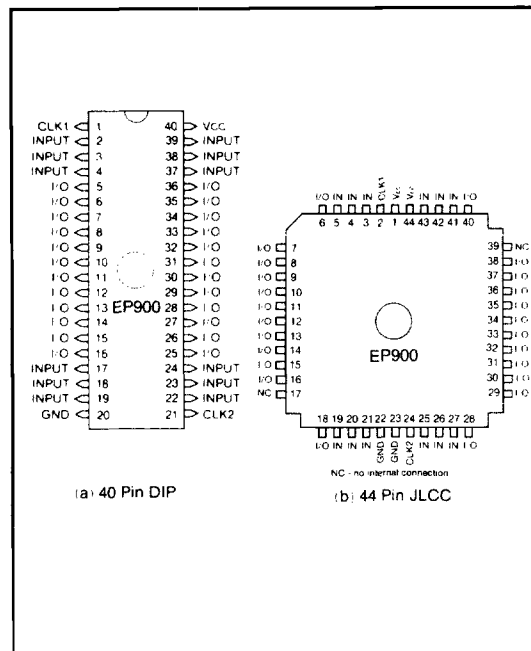 CLK1 1 40 VCC
INPUT 2 39 INPUT
INPUT 3 38 INPUT
INPUT 4 37 INPUT
I/O 5 36 I/O
I/O 6 35 I/O
I/O 7 34 I/O
I/O 8 33 I/O
I/O 9 32 I/O
I/O 10 31 I/O
I/O 11 30 I/O
I/O 12 29 I/O
I/O 13 28 I/O
EP900
I/O 14 27 I/O
I/O 15 26 I/O
I/O 16 25 I/O
INPUT 17 24 INPUT
INPUT 18 23 INPUT
INPUT 19 22 INPUT
GND 20 21 CLK2
(a) 40 Pin DIP
I/O IN IN IN CLK1 VCC VCC IN IN IN I/O
6 5 4 3 2 1 44 43 42 41 40
I/O 7 39 NC
I/O 8 38 I/O
I/O 9 37 I/O
I/O 10 36 I/O
I/O 11 35 I/O
I/O 12 34 I/O
I/O 13 33 I/O
I/O 14 32 I/O
I/O 15 31 I/O
I/O 16 30 I/O
NC 17 29 I/O
EP900
18 19 20 21 22 23 24 25 26 27 28
I/O IN IN IN GND GND CLK2 IN IN IN I/O
NC - no internal connection
(b) 44 Pin JLCC